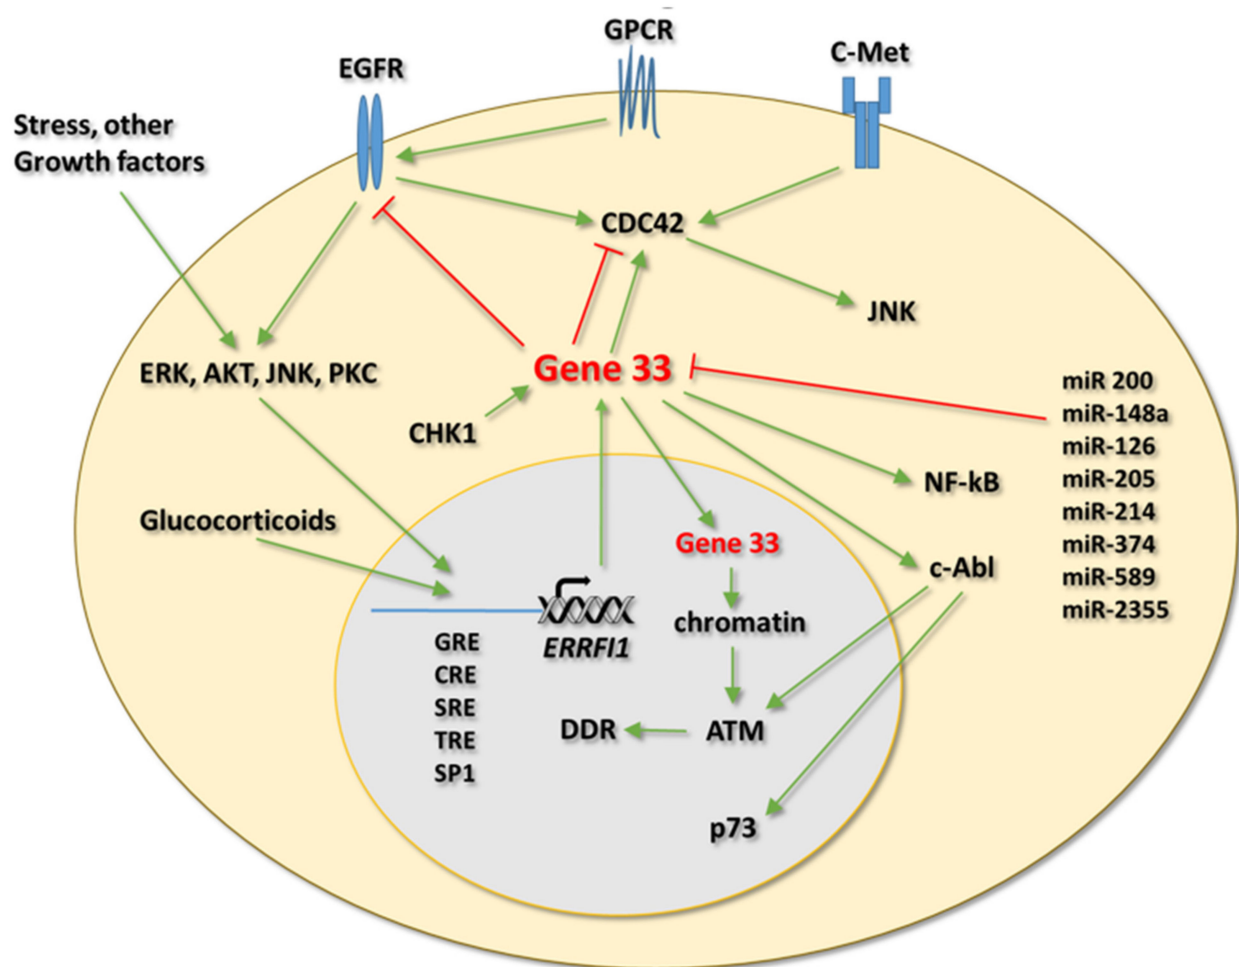 GPCR
C-Met
EGFR
Stress, other
Growth factors
CDC42
JNK
Gene 33
ERK, AKT, JNK, PKC
CHK1
miR 200
miR-148a
miR-126
miR-205
miR-214
miR-374
miR-589
miR-2355
NF-kB
Glucocorticoids
Gene 33
c-Abl
chromatin
ERRFI1
GRE
CRE
SRE
TRE
SP1
DDR
ATM
p73